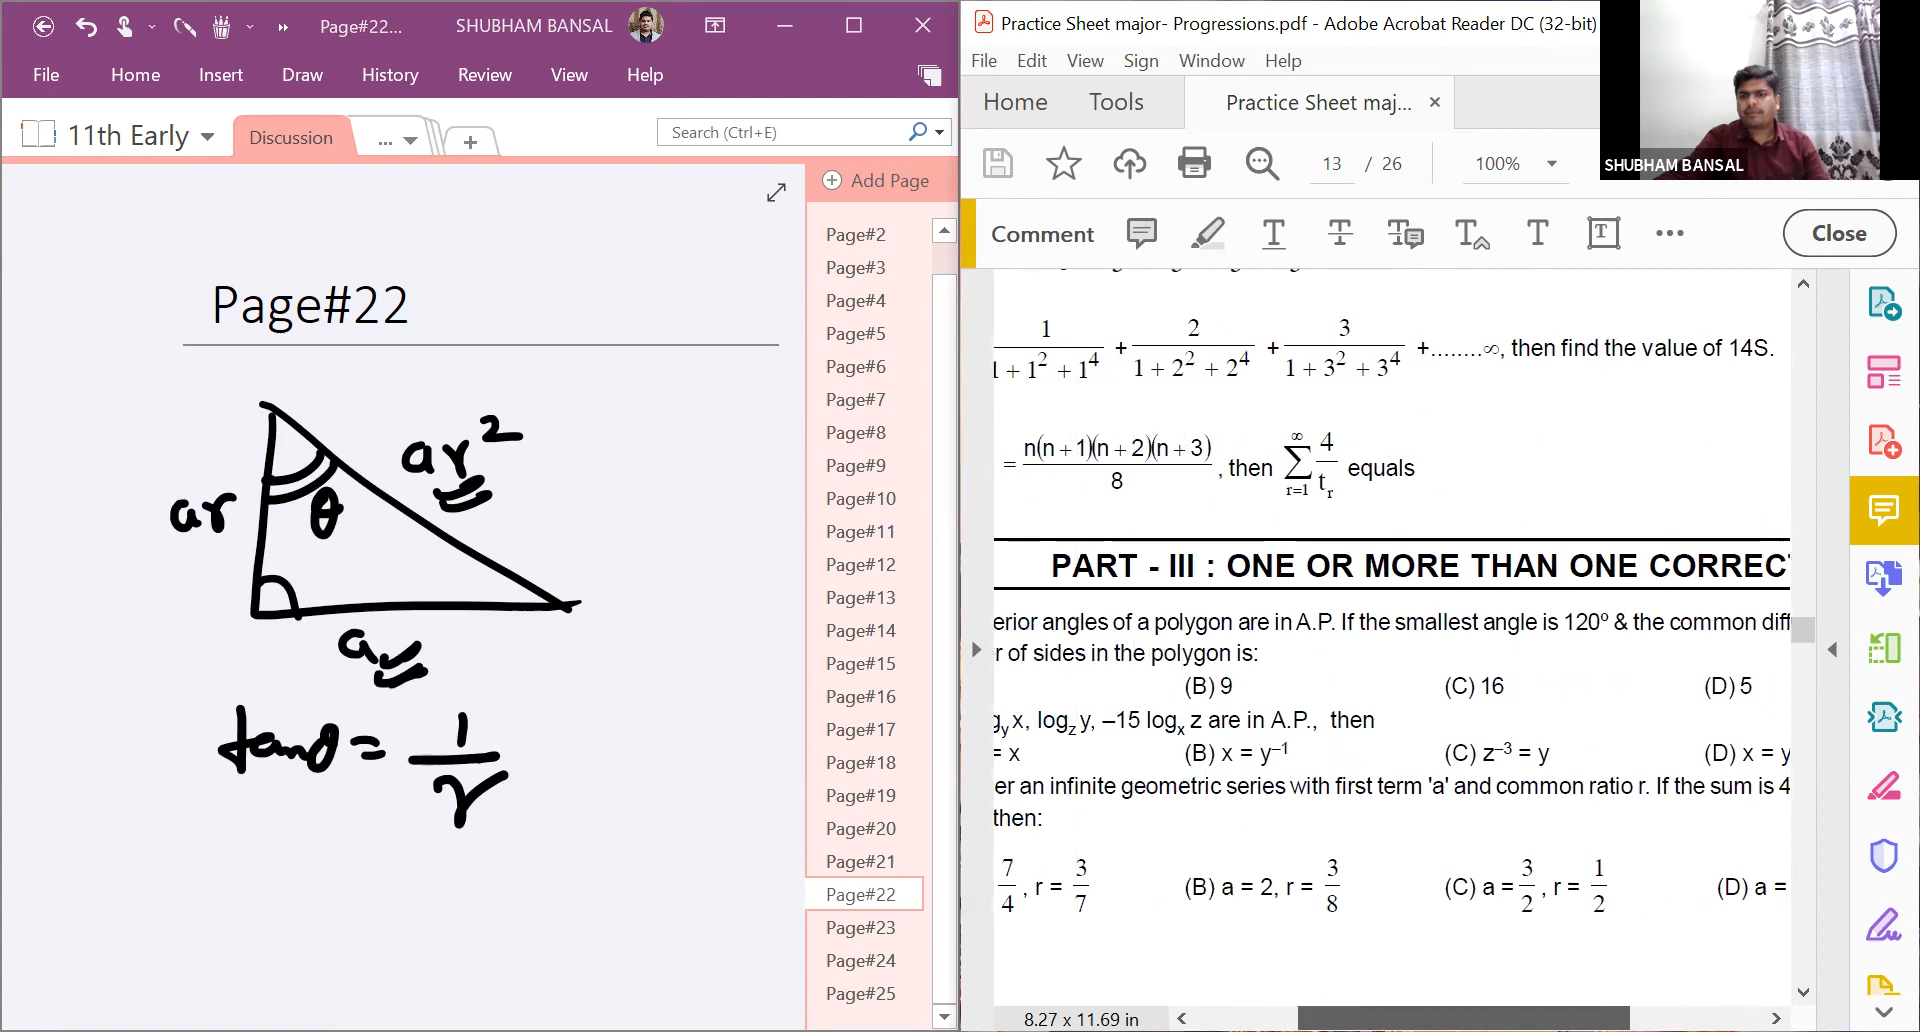 Page#22...
SHUBHAM BANSAL
File Home Insert Draw History Review View Help
11th Early
Discussion
...
Search (Ctrl+E)
Add Page
Page#2
Page#3
Page#4
Page#5
Page#6
Page#7
Page#8
Page#9
Page#10
Page#11
Page#12
Page#13
Page#14
Page#15
Page#16
Page#17
Page#18
Page#19
Page#20
Page#21
Page#22
Page#23
Page#24
Page#25
Page#22
ar²
ar
θ
a
tanθ = 1/r
Practice Sheet major- Progressions.pdf - Adobe Acrobat Reader DC (32-bit)
File Edit View Sign Window Help
Home Tools Practice Sheet maj... ×
13 / 26 100%
SHUBHAM BANSAL
Comment
Close
1/(1 + 1² + 1⁴) + 2/(1 + 2² + 2⁴) + 3/(1 + 3² + 3⁴) +........∞, then find the value of 14S.
= n(n + 1)(n + 2)(n + 3)/8 , then ∞∑r=1 4/tᵣ equals
PART - III : ONE OR MORE THAN ONE CORREC
erior angles of a polygon are in A.P. If the smallest angle is 120º & the common diff
r of sides in the polygon is:
(B) 9 (C) 16 (D) 5
gᵧx, log_z y, –15 logₓ z are in A.P., then
= x (B) x = y⁻¹ (C) z⁻³ = y (D) x = y
er an infinite geometric series with first term 'a' and common ratio r. If the sum is 4
then:
7/4 , r = 3/7 (B) a = 2, r = 3/8 (C) a = 3/2 , r = 1/2 (D) a =
8.27 x 11.69 in